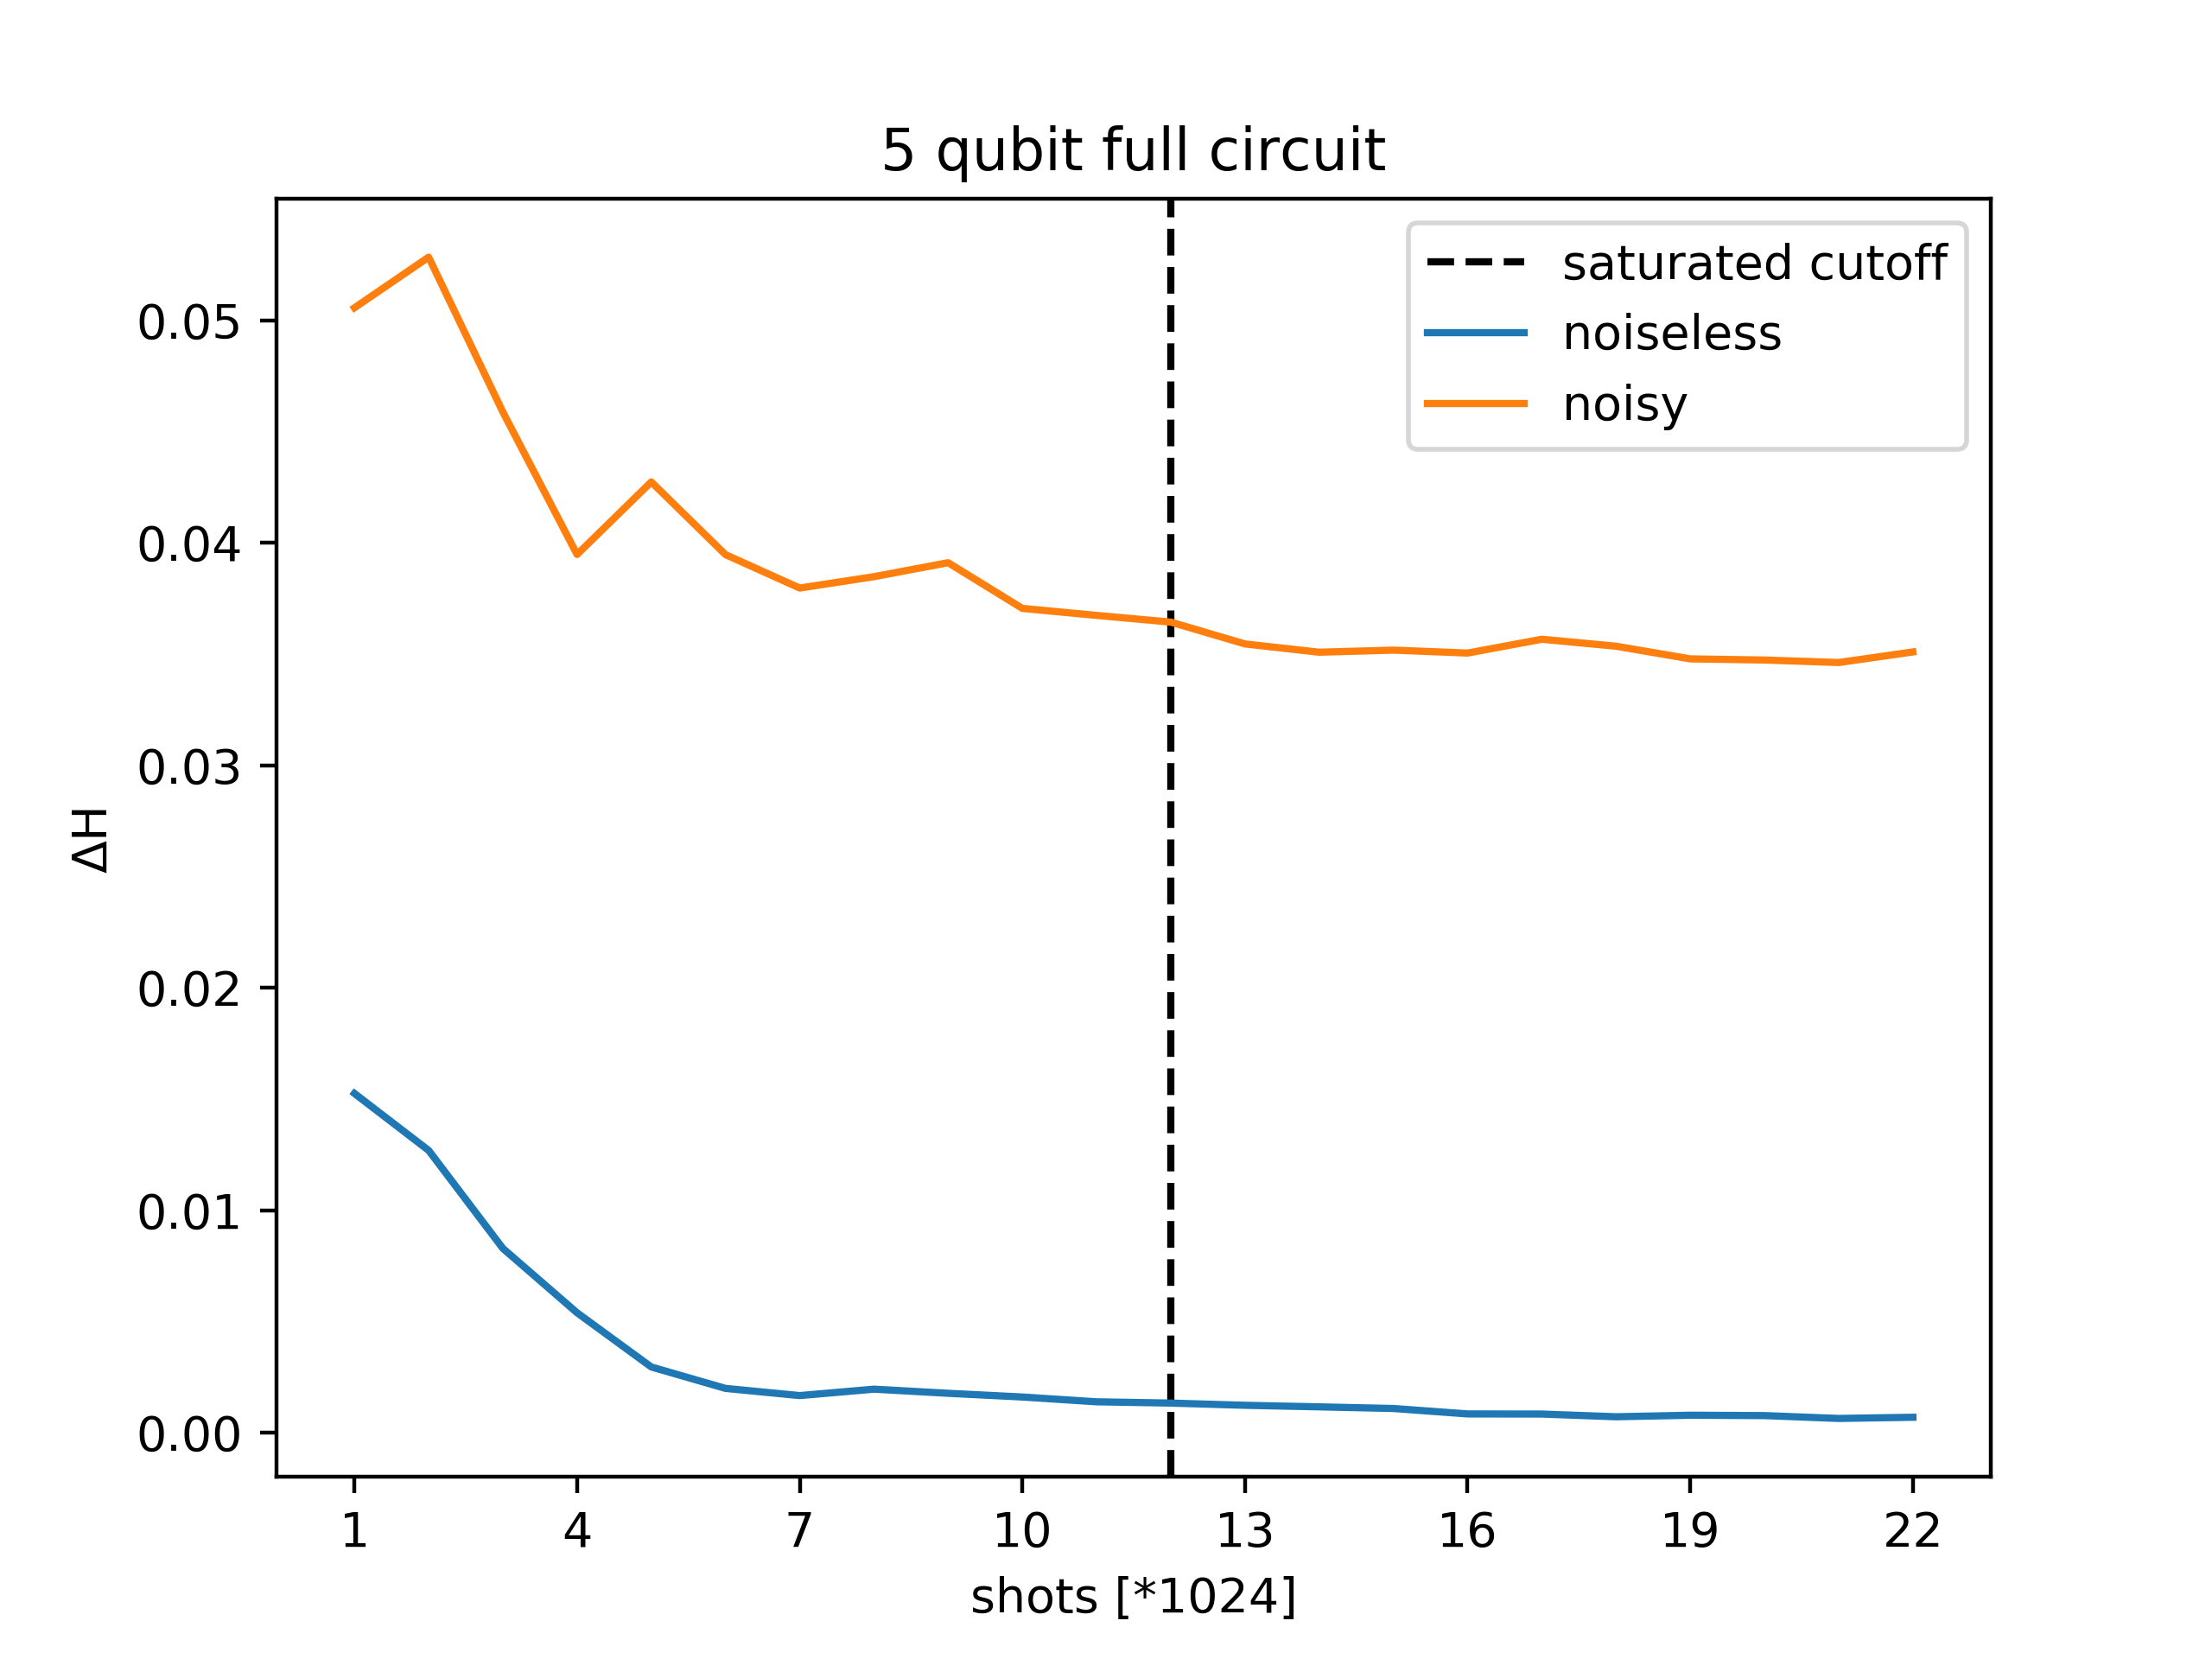 5 qubit full circuit
saturated cutoff
noiseless
noisy
0.05
0.04
0.03
0.02
0.01
0.00
ΔH
1 4 7 10 13 16 19 22
shots [*1024]